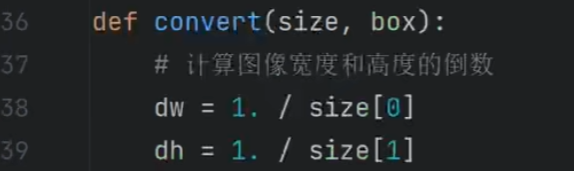 36 def convert(size, box):
37 # 计算图像宽度和高度的倒数
38 dw = 1. / size[0]
39 dh = 1. / size[1]